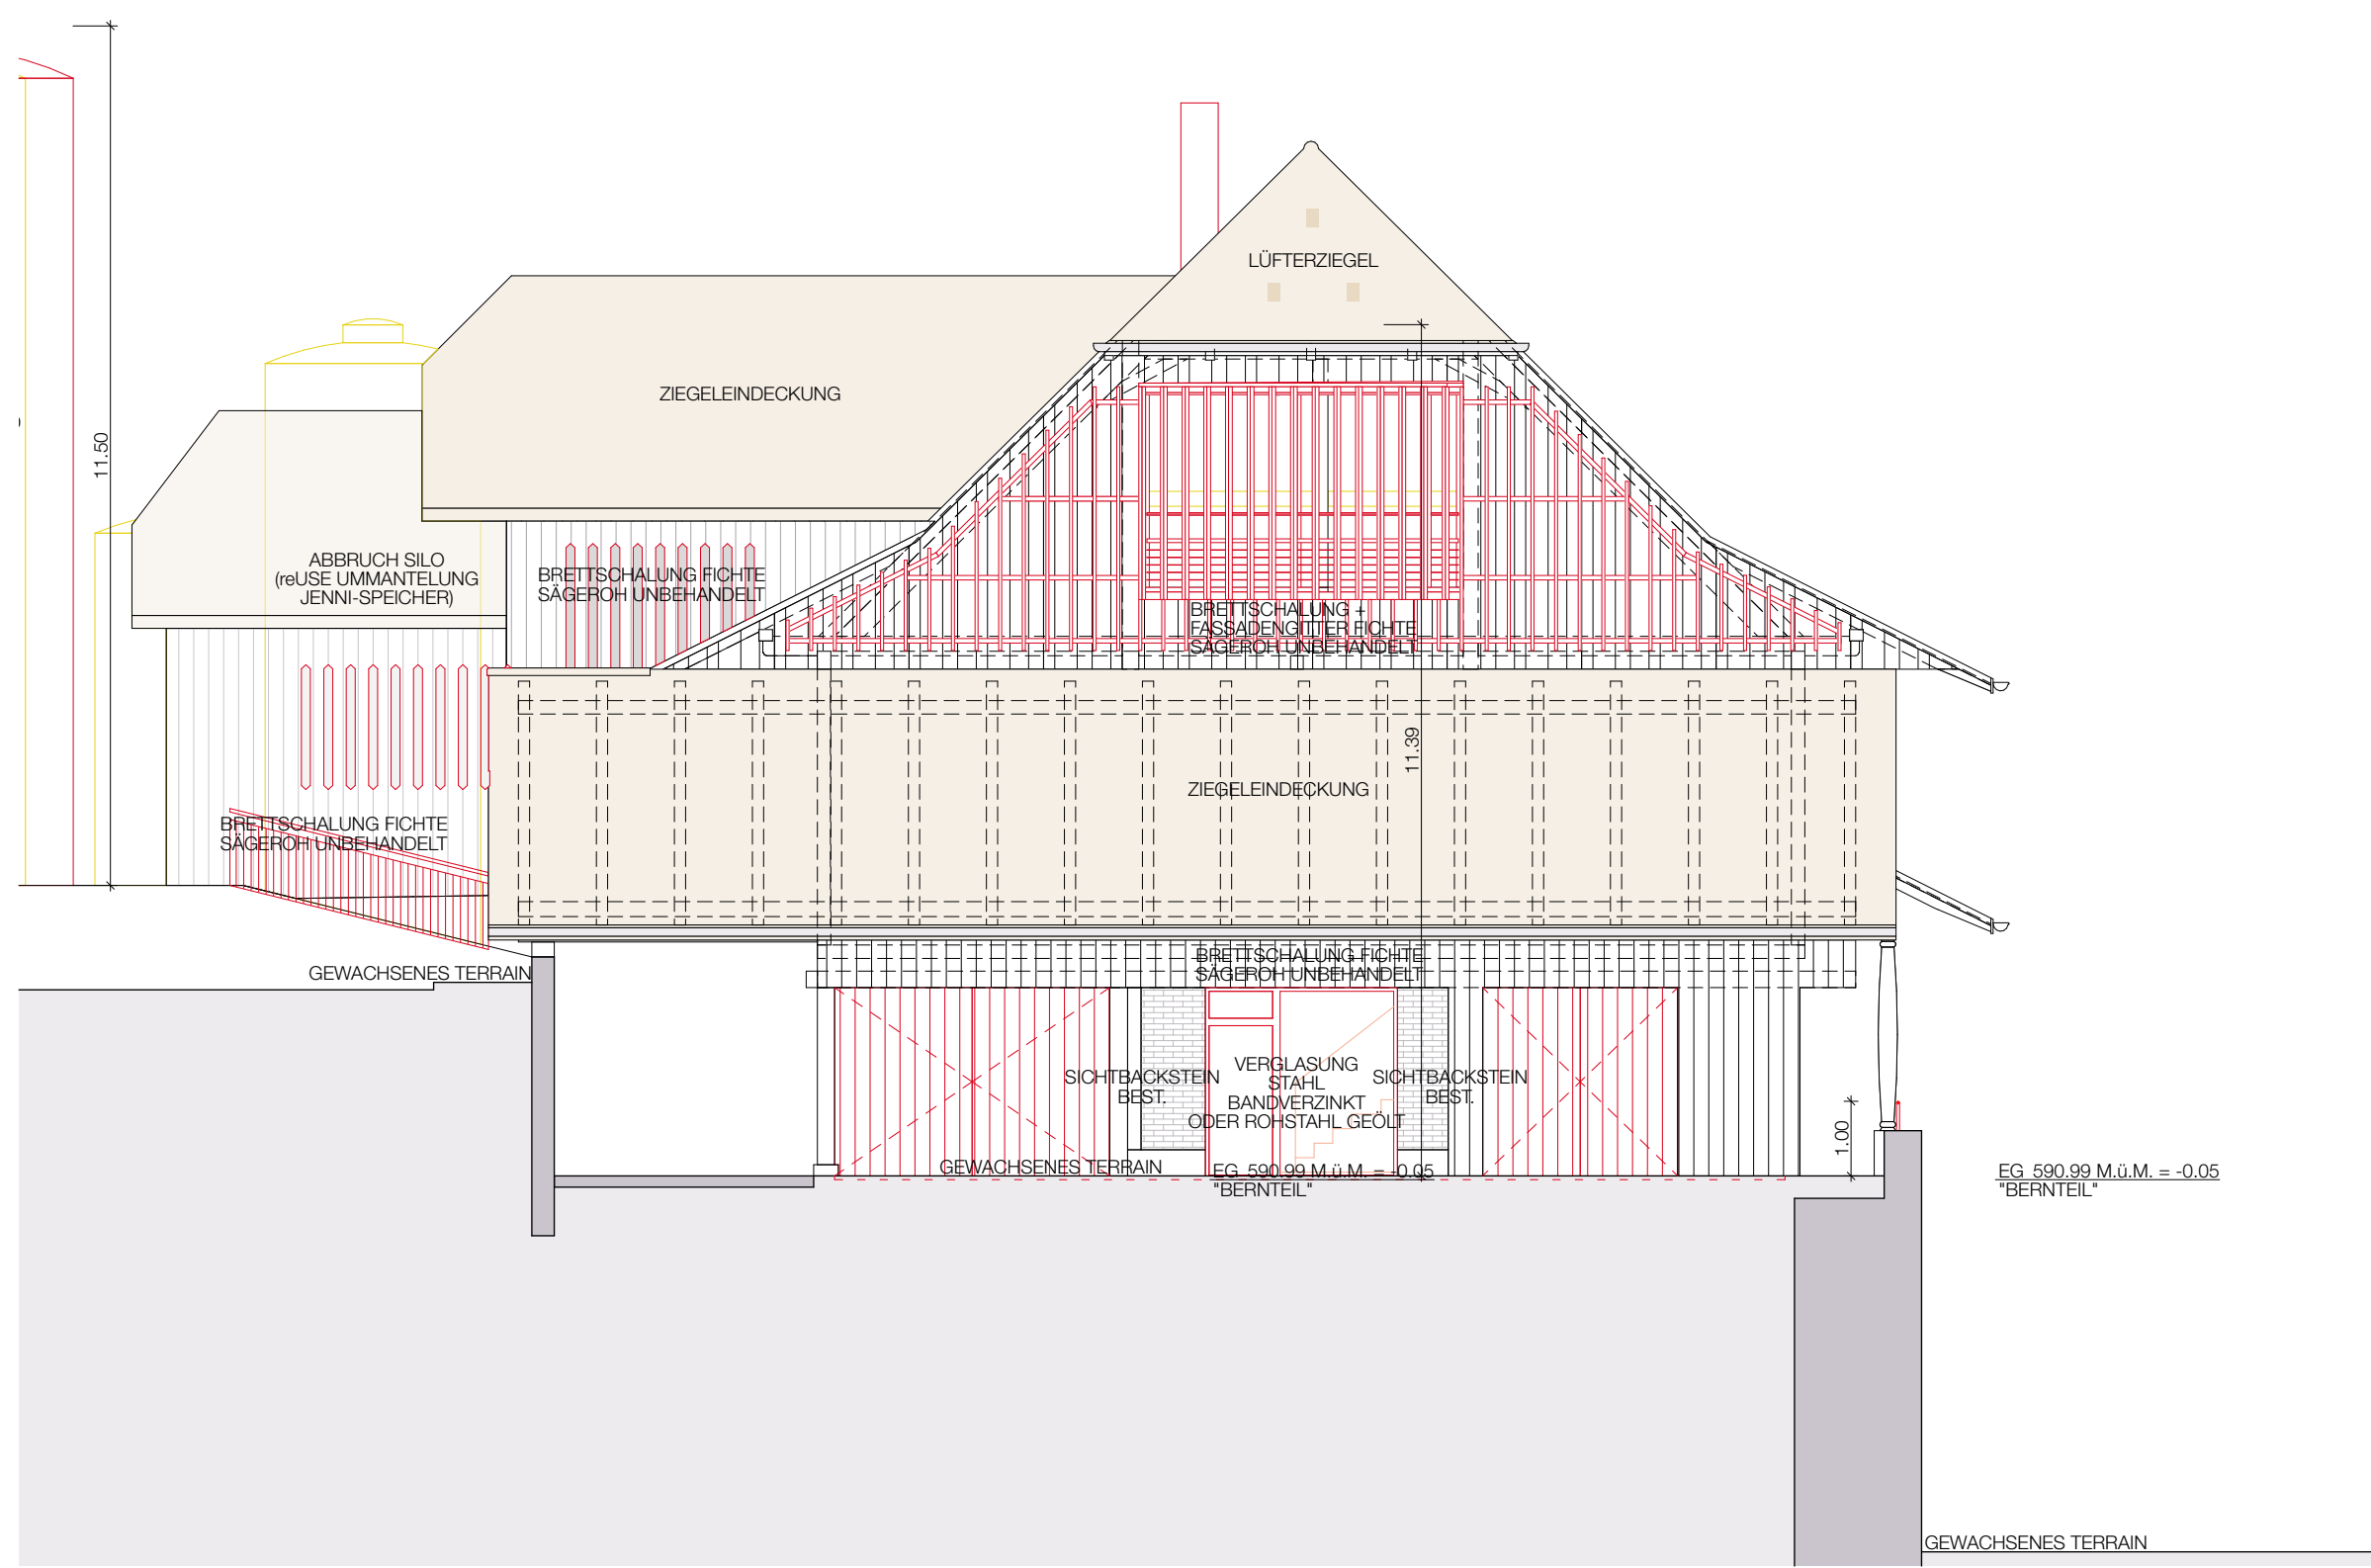 LÜFTERZIEGEL
ZIEGELEINDECKUNG
11.50
ABBRUCH SILO
(reUSE UMMANTELUNG
JENNI-SPEICHER)
BRETTSCHALUNG FICHTE
SÄGEROH UNBEHANDELT
BRETTSCHALUNG +
FASSADENGITTER FICHTE
SÄGEROH UNBEHANDELT
11.39
ZIEGELEINDECKUNG
BRETTSCHALUNG FICHTE
SÄGEROH UNBEHANDELT
GEWACHSENES TERRAIN
BRETTSCHALUNG FICHTE
SÄGEROH UNBEHANDELT
SICHTBACKSTEIN
BEST.
VERGLASUNG
STAHL
BANDVERZINKT
ODER ROHSTAHL GEÖLT
SICHTBACKSTEIN
BEST.
1.00
GEWACHSENES TERRAIN
EG 590.99 M.ü.M. = -0.05
"BERNTEIL"
EG 590.99 M.ü.M. = -0.05
"BERNTEIL"
GEWACHSENES TERRAIN